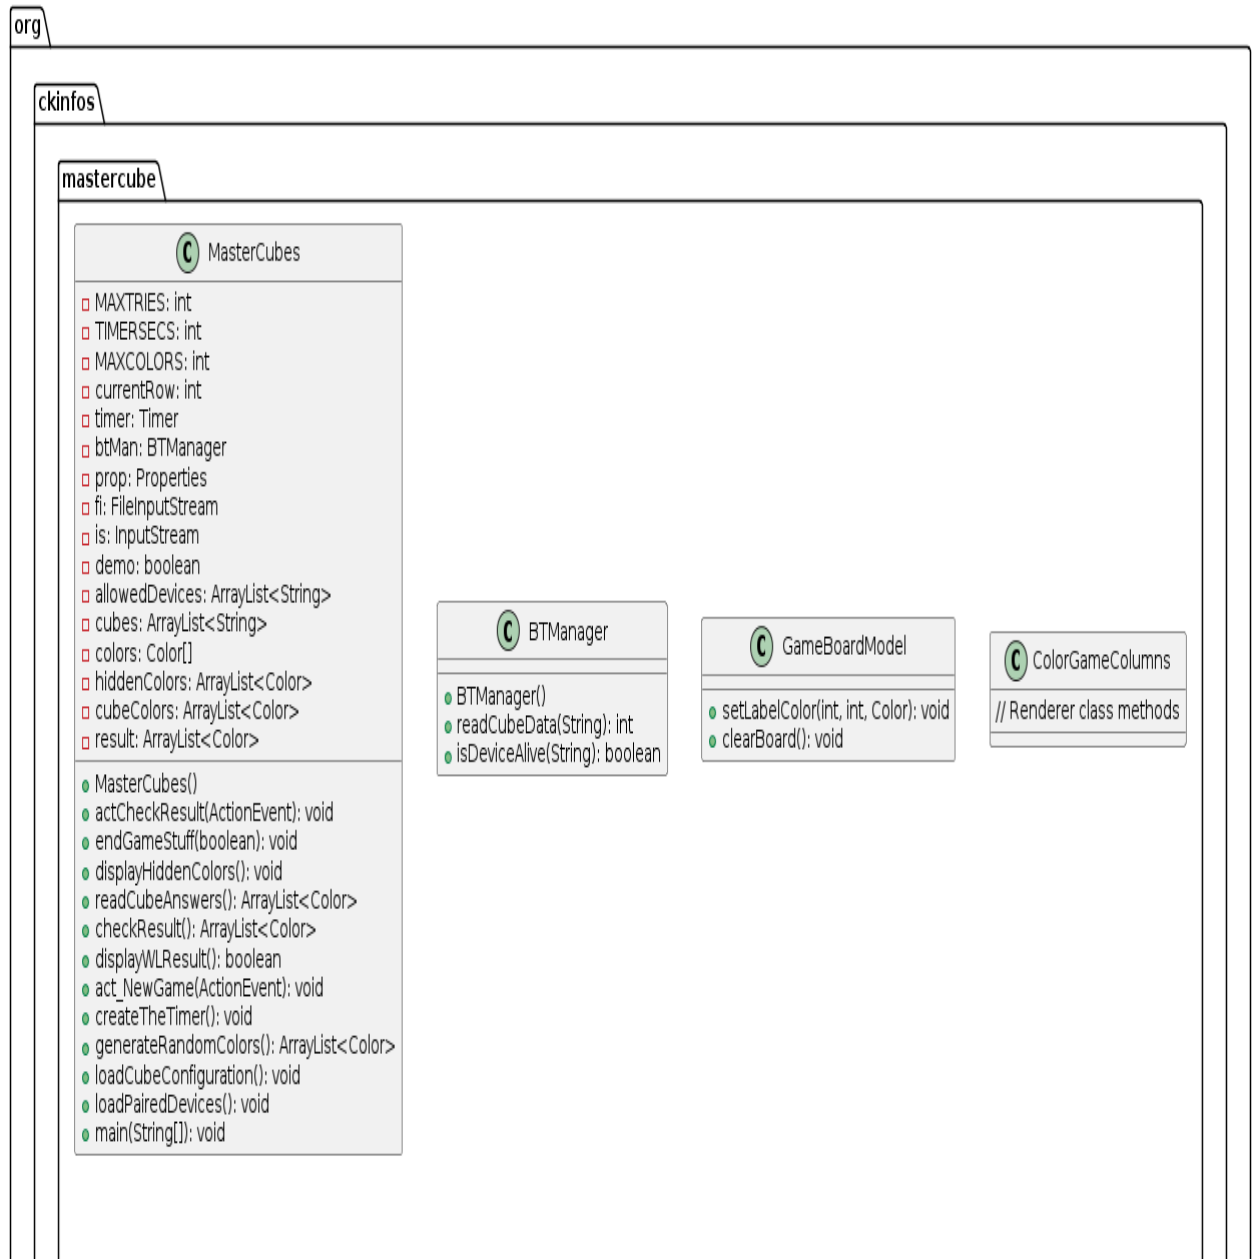 org
ckinfos
mastercube
C MasterCubes
MAXTRIES: int
TIMERSECS: int
MAXCOLORS: int
currentRow: int
timer: Timer
btMan: BTManager
prop: Properties
fi: FileInputStream
is: InputStream
demo: boolean
allowedDevices: ArrayList<String>
cubes: ArrayList<String>
colors: Color[]
hiddenColors: ArrayList<Color>
cubeColors: ArrayList<Color>
result: ArrayList<Color>
MasterCubes()
actCheckResult(ActionEvent): void
endGameStuff(boolean): void
displayHiddenColors(): void
readCubeAnswers(): ArrayList<Color>
checkResult(): ArrayList<Color>
displayWLResult(): boolean
act_NewGame(ActionEvent): void
createTheTimer(): void
generateRandomColors(): ArrayList<Color>
loadCubeConfiguration(): void
loadPairedDevices(): void
main(String[]): void
C BTManager
BTManager()
readCubeData(String): int
isDeviceAlive(String): boolean
C GameBoardModel
setLabelColor(int, int, Color): void
clearBoard(): void
C ColorGameColumns
// Renderer class methods